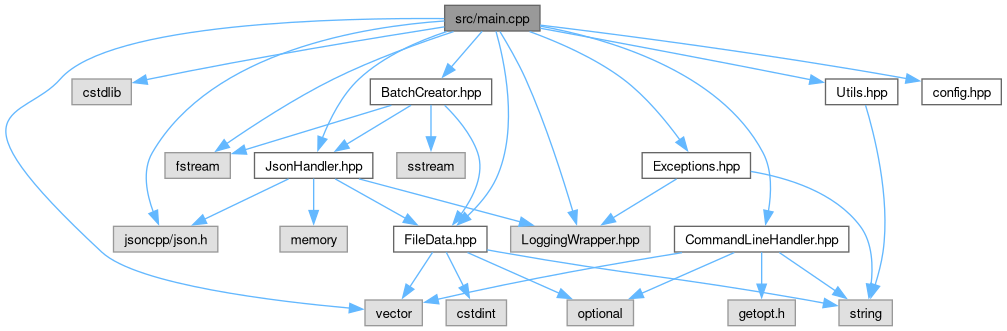 src/main.cpp
cstdlib
BatchCreator.hpp
Utils.hpp
config.hpp
fstream
JsonHandler.hpp
sstream
Exceptions.hpp
jsoncpp/json.h
memory
FileData.hpp
LoggingWrapper.hpp
CommandLineHandler.hpp
vector
cstdint
optional
getopt.h
string